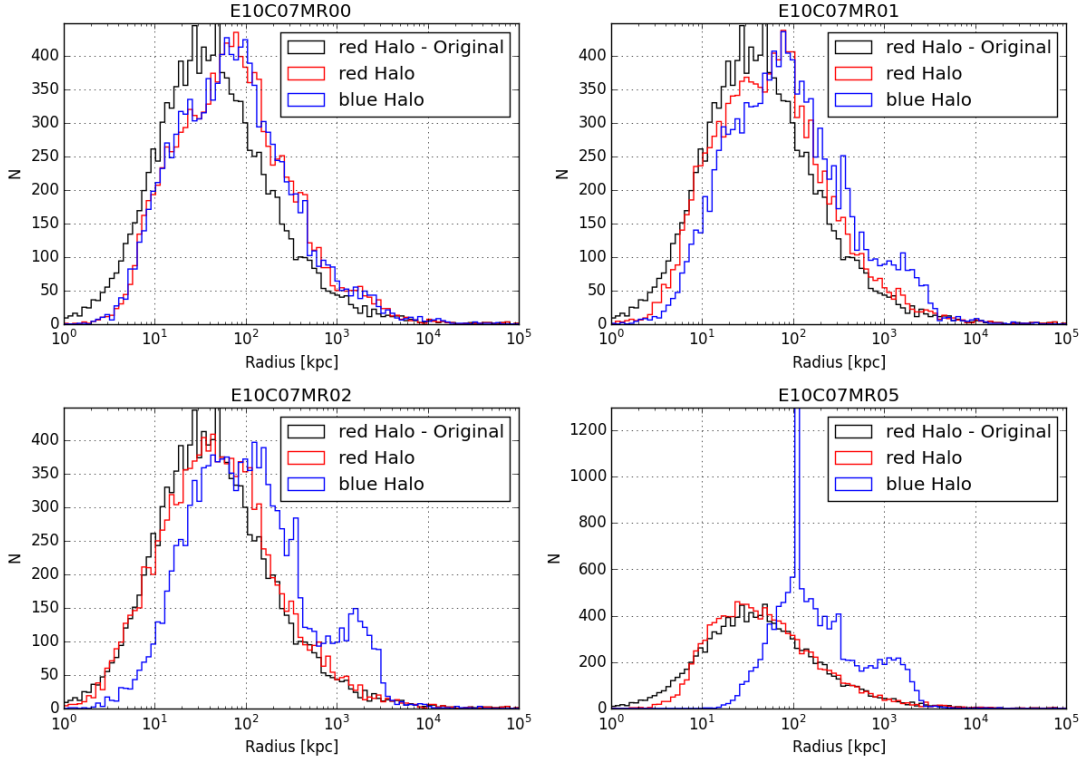 E10C07MR00
E10C07MR01
400
350
300
250
200
150
100
50
0
N
red Halo - Original
red Halo
blue Halo
10^0
10^1
10^2
10^3
10^4
10^5
Radius [kpc]
400
350
300
250
200
150
100
50
0
N
red Halo - Original
red Halo
blue Halo
10^0
10^1
10^2
10^3
10^4
10^5
Radius [kpc]
E10C07MR02
E10C07MR05
400
350
300
250
200
150
100
50
0
N
red Halo - Original
red Halo
blue Halo
10^0
10^1
10^2
10^3
10^4
10^5
Radius [kpc]
1200
1000
800
600
400
200
0
N
red Halo - Original
red Halo
blue Halo
10^0
10^1
10^2
10^3
10^4
10^5
Radius [kpc]